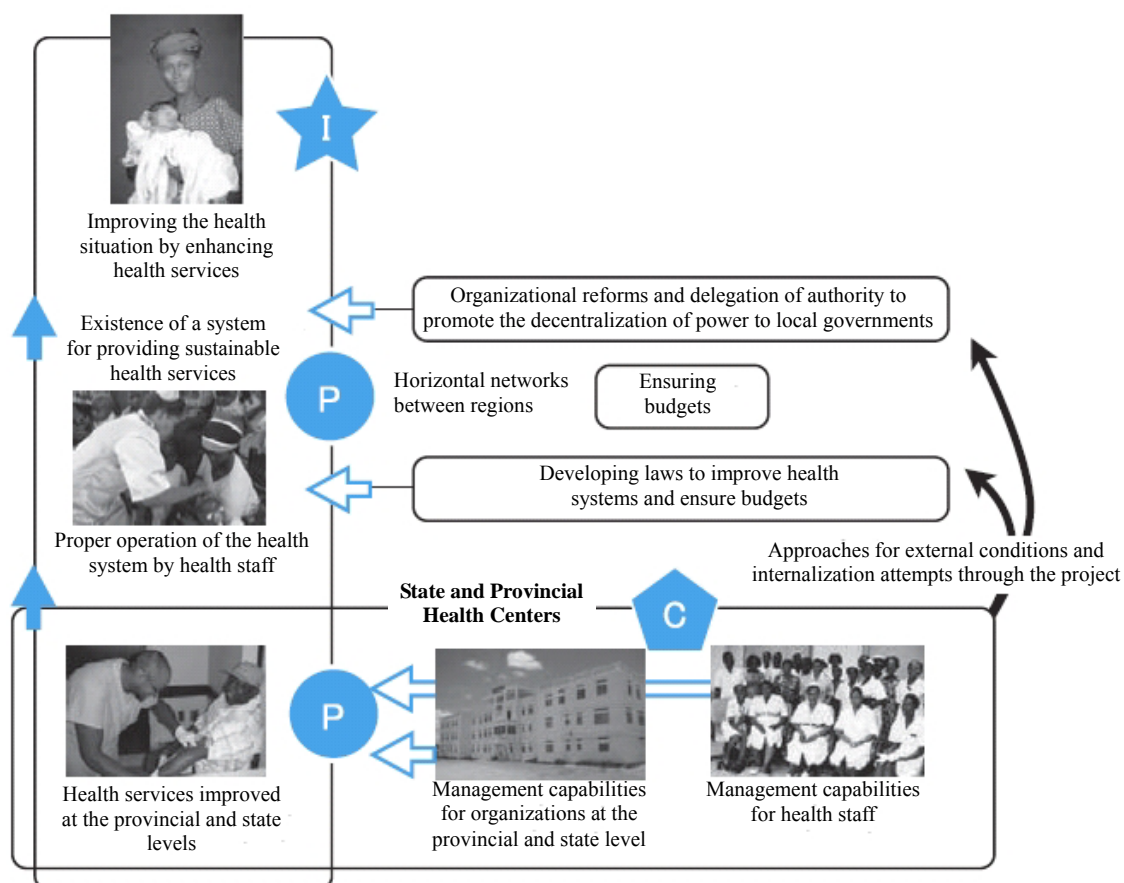 I
Improving the health
situation by enhancing
health services
Organizational reforms and delegation of authority to
promote the decentralization of power to local governments
Existence of a system
for providing sustainable
health services
P
Horizontal networks
between regions
Ensuring
budgets
Developing laws to improve health
systems and ensure budgets
Proper operation of the health
system by health staff
Approaches for external conditions and
internalization attempts through the project
State and Provincial
Health Centers
C
P
Health services improved
at the provincial and state
levels
Management capabilities
for organizations at the
provincial and state level
Management capabilities
for health staff